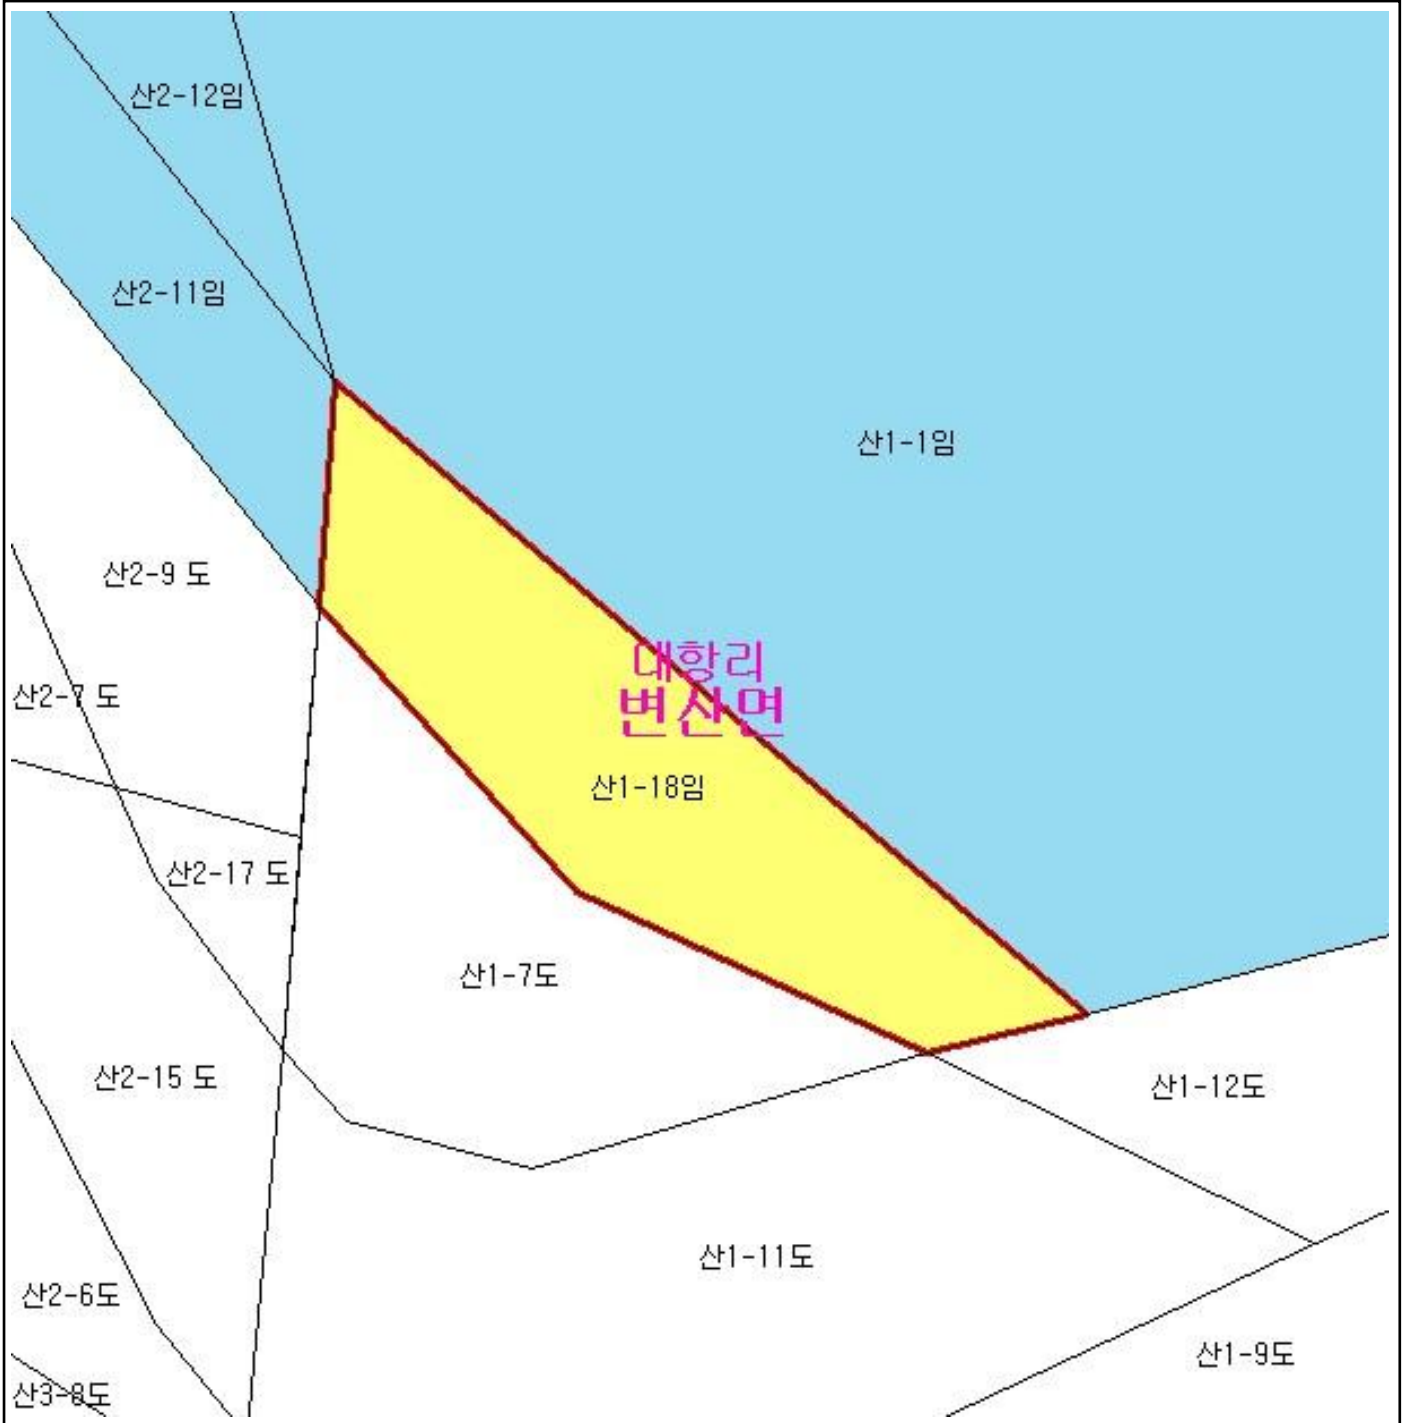 산2-12임
산2-11임
산1-1임
산2-9 도
대항리
산2-7 도
변산면
산1-18임
산2-17 도
산1-7도
산2-15 도
산1-12도
산1-11도
산2-6도
산1-9도
산3-8도